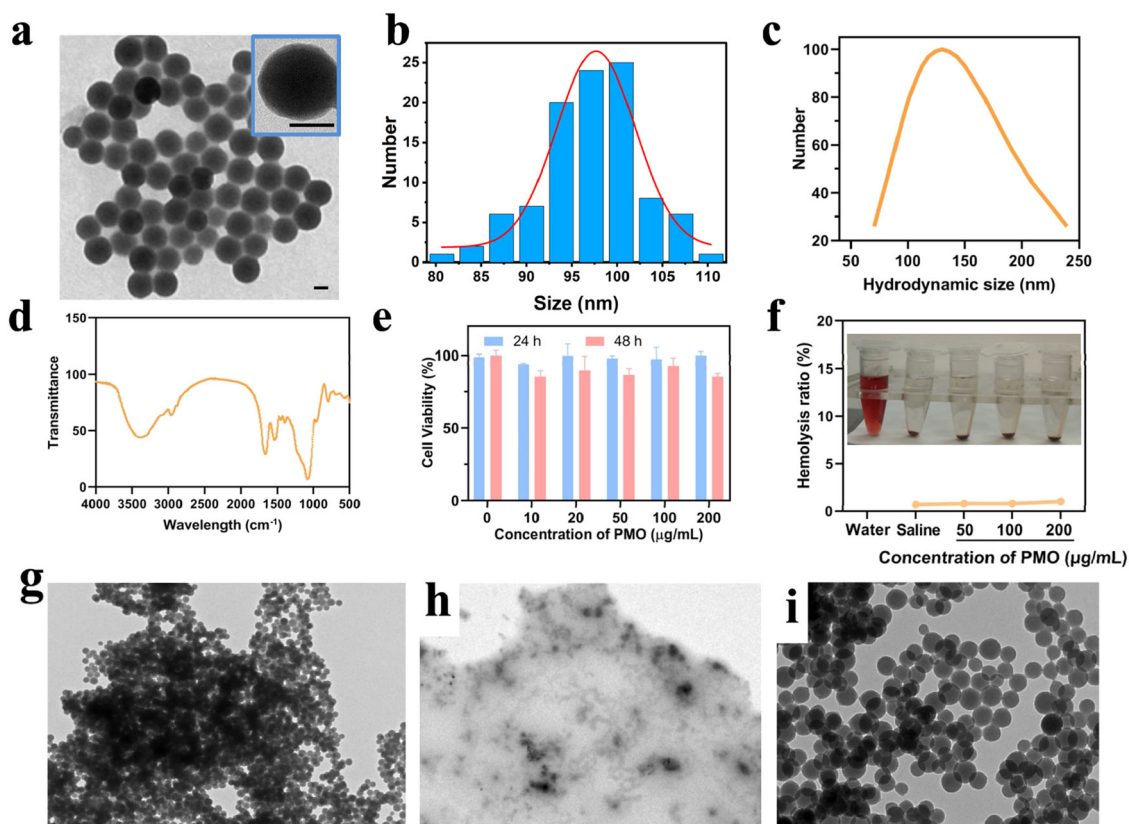 a
b
Number
25
20
15
10
5
0
80 85 90 95 100 105 110
Size (nm)
c
Number
100
80
60
40
20
50 100 150 200 250
Hydrodynamic size (nm)
d
Transmittance
150
100
50
0
4000 3500 3000 2500 2000 1500 1000 500
Wavelength (cm⁻¹)
e
24 h 48 h
Cell Viability (%)
100
50
0
0 10 20 50 100 200
Concentration of PMO (μg/mL)
f
Hemolysis ratio (%)
20
15
10
5
0
Water Saline 50 100 200
Concentration of PMO (μg/mL)
g
h
i